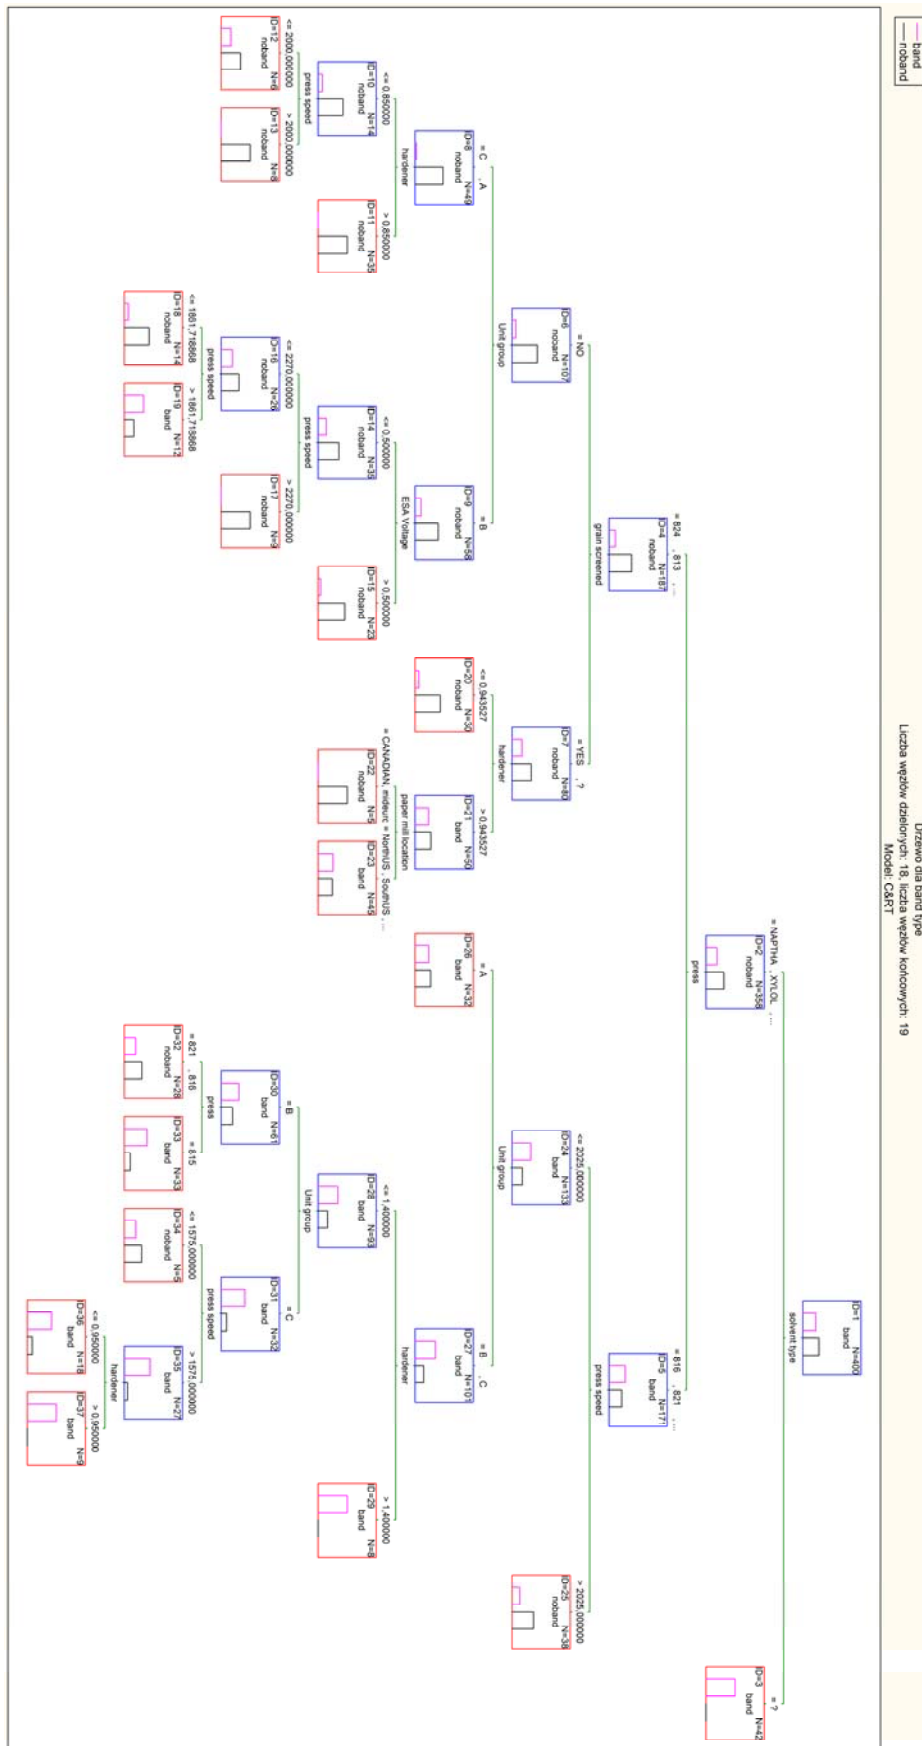 Drzewo dla band type
Liczba węzłów dzielonych: 18, liczba węzłów końcowych: 19
Model: C&RT
band
noband
ID=1 N=400
band
solvent type
= NAPTHA , XYLOL , ...
= ?
ID=2 N=358
noband
ID=3 N=42
band
press
= 824 , 813 , ...
= 816 , 821 , ...
ID=4 N=187
noband
ID=5 N=171
band
grain screened
press speed
= NO
= YES , ?
<= 2025,000000
> 2025,000000
ID=6 N=107
noband
ID=7 N=80
noband
ID=24 N=133
band
ID=25 N=38
noband
Unit group
hardener
Unit group
= C , A
= B
<= 0,943527
> 0,943527
= A
= B , C
ID=8 N=49
noband
ID=9 N=58
noband
ID=20 N=30
noband
ID=21 N=50
band
ID=26 N=32
band
ID=27 N=101
band
hardener
ESA Voltage
paper mill location
hardener
<= 0,850000
> 0,850000
<= 0,500000
> 0,500000
= CANADIAN, mideurc
= NorthUS , SouthUS , ...
<= 1,400000
> 1,400000
ID=10 N=14
noband
ID=11 N=35
noband
ID=14 N=35
noband
ID=15 N=23
noband
ID=22 N=5
noband
ID=23 N=45
band
ID=28 N=93
band
ID=29 N=8
band
press speed
press speed
Unit group
<= 2000,000000
> 2000,000000
<= 2270,000000
> 2270,000000
= B
= C
ID=12 N=6
noband
ID=13 N=8
noband
ID=16 N=26
noband
ID=17 N=9
noband
ID=30 N=61
band
ID=31 N=32
band
press speed
press
press speed
<= 1861,718868
> 1861,718868
= 821 , 816
= 815
<= 1575,000000
> 1575,000000
ID=18 N=14
noband
ID=19 N=12
band
ID=32 N=28
noband
ID=33 N=33
band
ID=34 N=5
noband
ID=35 N=27
band
hardener
<= 0,950000
> 0,950000
ID=36 N=18
band
ID=37 N=9
band